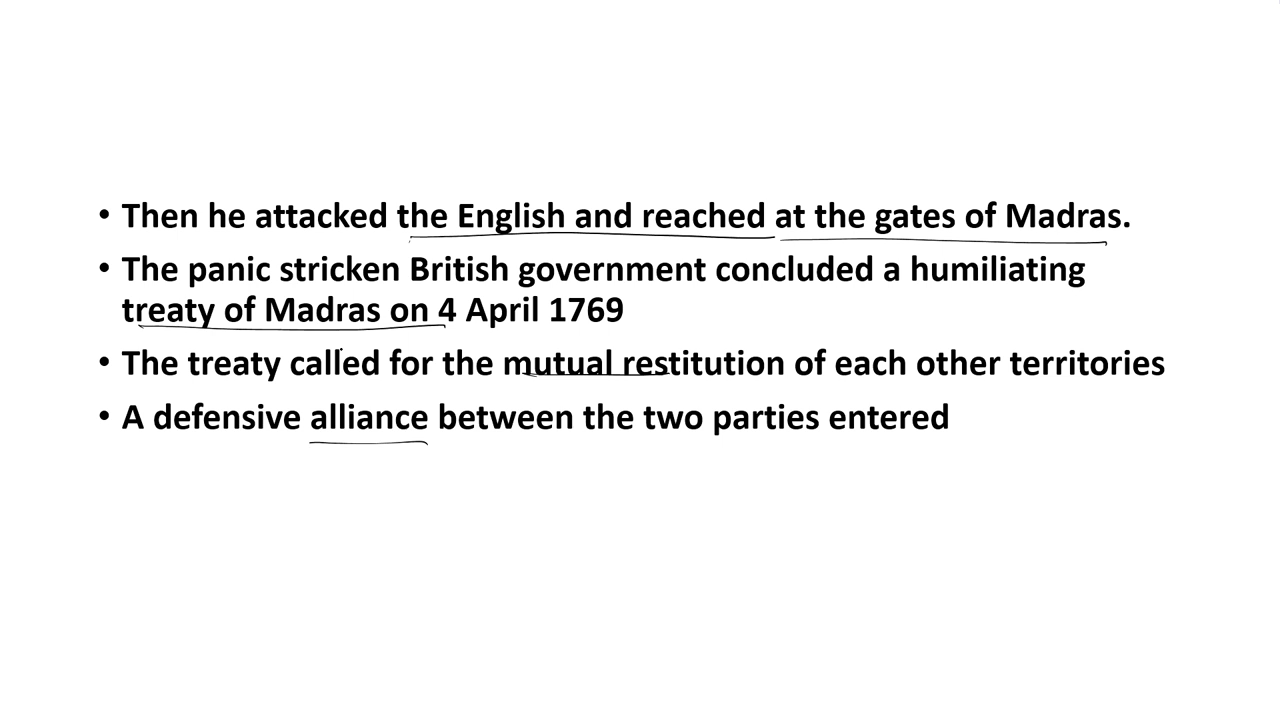 • Then he attacked the English and reached at the gates of Madras.
• The panic stricken British government concluded a humiliating
treaty of Madras on 4 April 1769
• The treaty called for the mutual restitution of each other territories
• A defensive alliance between the two parties entered